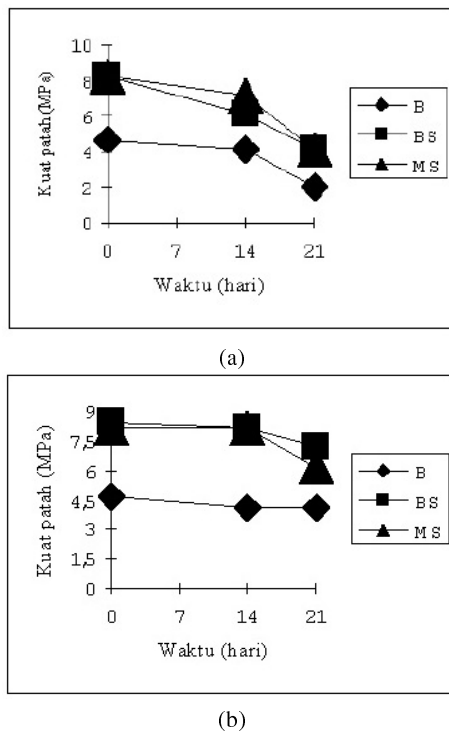 10
8
6
4
2
0
Kuat patah (MPa)
0 7 14 21
Waktu (hari)
B
BS
MS
(a)
9
7,5
6
4,5
3
1,5
0
Kuat patah (MPa)
0 7 14 21
Waktu (hari)
B
BS
MS
(b)